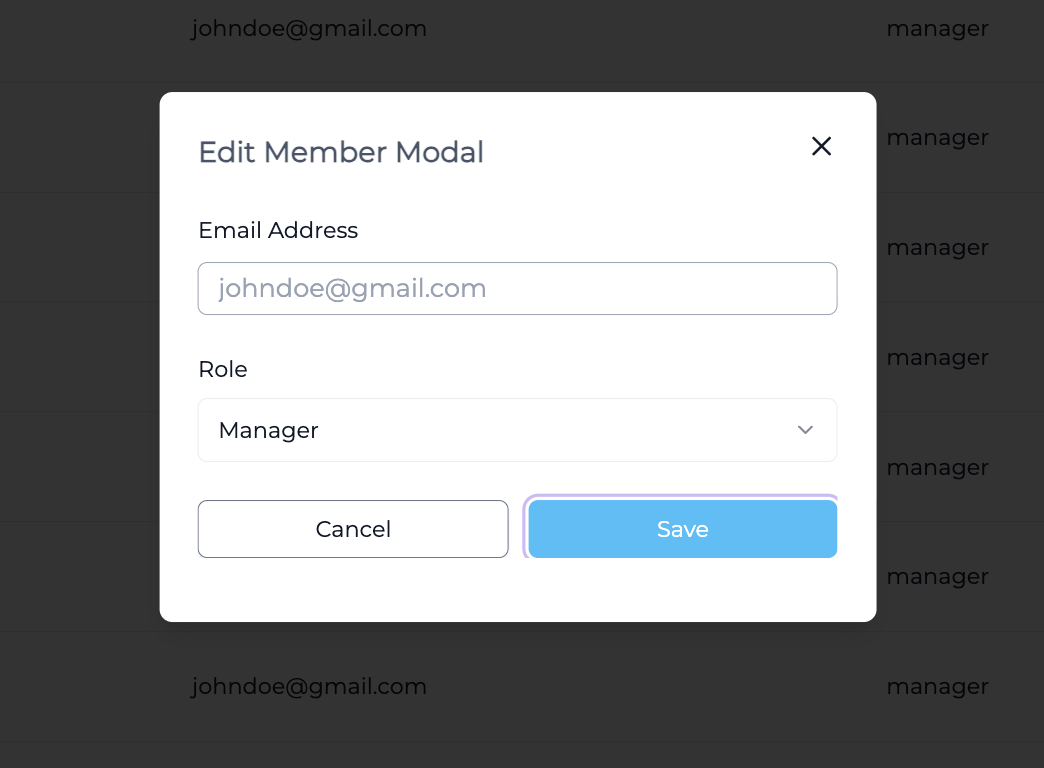 johndoe@gmail.com manager
Edit Member Modal
manager
Email Address
manager
johndoe@gmail.com
Role
manager
Manager
manager
Cancel Save
manager
johndoe@gmail.com manager